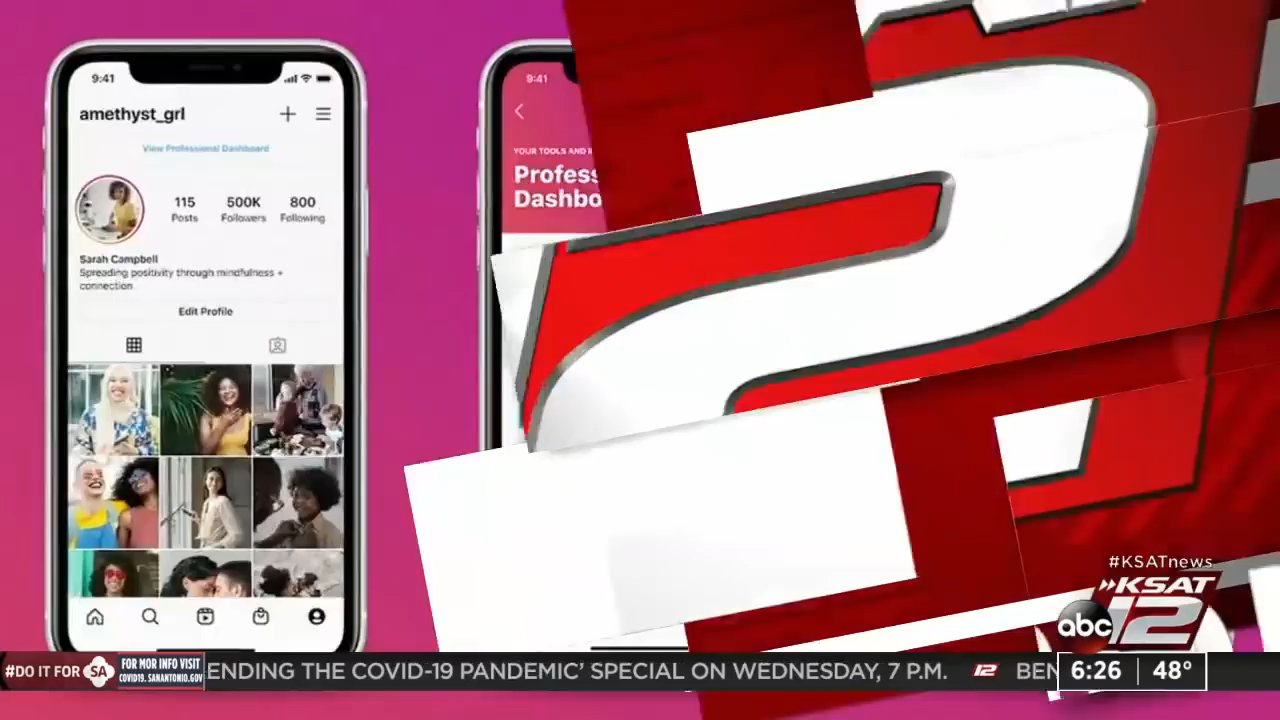 9:41
amethyst_grl
View Professional Dashboard
115
Posts
500K
Followers
800
Following
Sarah Campbell
Spreading positivity through mindfulness +
connection
Edit Profile
9:41
YOUR TOOLS AND
Profess
Dashbo
2
#KSATnews
KSAT
abc
12
#DO IT FOR SA
FOR MOR INFO VISIT
COVID19.SANANTONIO.GOV
ENDING THE COVID-19 PANDEMIC' SPECIAL ON WEDNESDAY, 7 P.M.
12
BEN
6:26
48°